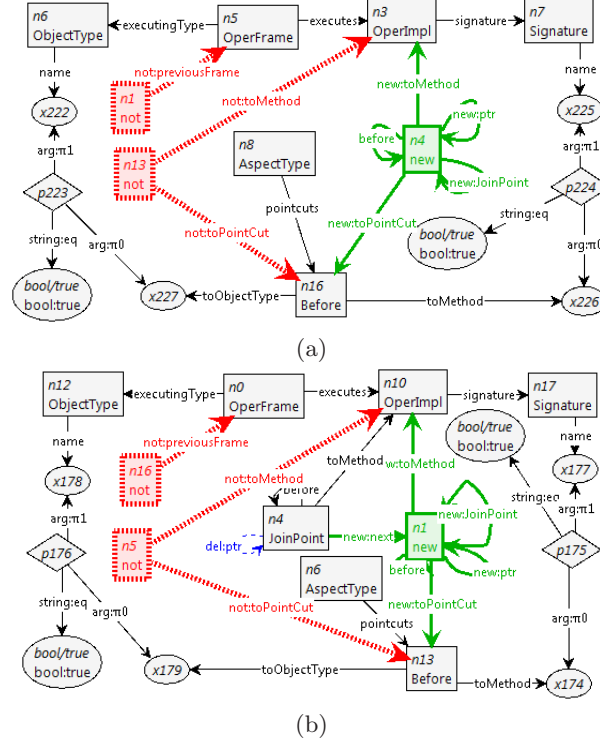 n6
ObjectType
executingType
n5
OperFrame
executes
n3
OperImpl
signature
n7
Signature
name
not:previousFrame
new:toMethod
name
x222
n1
not
not:toMethod
x225
arg:π1
n13
not
n8
AspectType
before
n4
new
new:ptr
arg:π1
new:JoinPoint
p223
pointcuts
new:toPointCut
p224
string:eq
arg:π0
not:toPointCut
bool/true
bool:true
string:eq
arg:π0
bool/true
bool:true
x227
toObjectType
n16
Before
toMethod
x226
(a)
n12
ObjectType
executingType
n0
OperFrame
executes
n10
OperImpl
signature
n17
Signature
name
not:previousFrame
bool/true
bool:true
name
x178
n16
not
not:toMethod
toMethod
w:toMethod
x177
arg:π1
before
string:eq
arg:π1
n5
not
n4
JoinPoint
new:JoinPoint
p176
del:ptr
new:next
n1
new
p175
n6
AspectType
before
new:ptr
string:eq
arg:π0
not:toPointCut
new:toPointCut
arg:π0
bool/true
bool:true
pointcuts
x179
toObjectType
n13
Before
toMethod
x174
(b)